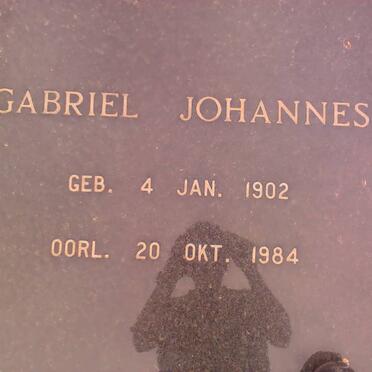 GABRIEL JOHANNES
GEB. 4 JAN. 1902
OORL. 20 OKT. 1984